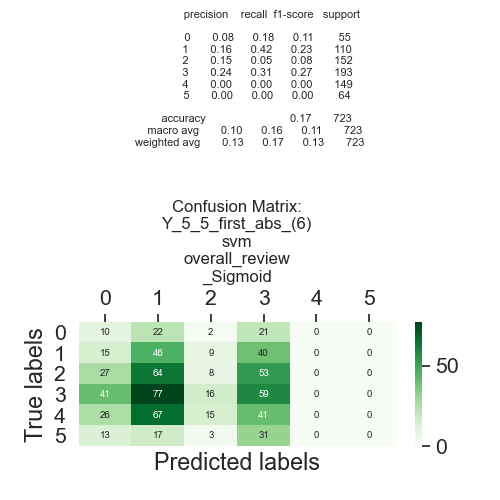 precision recall f1-score support
0 0.08 0.18 0.11 55
1 0.16 0.42 0.23 110
2 0.15 0.05 0.08 152
3 0.24 0.31 0.27 193
4 0.00 0.00 0.00 149
5 0.00 0.00 0.00 64
accuracy 0.17 723
macro avg 0.10 0.16 0.11 723
weighted avg 0.13 0.17 0.13 723
Confusion Matrix:
Y_5_5_first_abs_(6)
svm
overall_review
_Sigmoid
0 1 2 3 4 5
0 10 22 2 21 0 0
1 15 46 9 40 0 0
2 27 64 8 53 0 0
3 41 77 16 59 0 0
4 26 67 15 41 0 0
5 13 17 3 31 0 0
True labels
Predicted labels
50
0